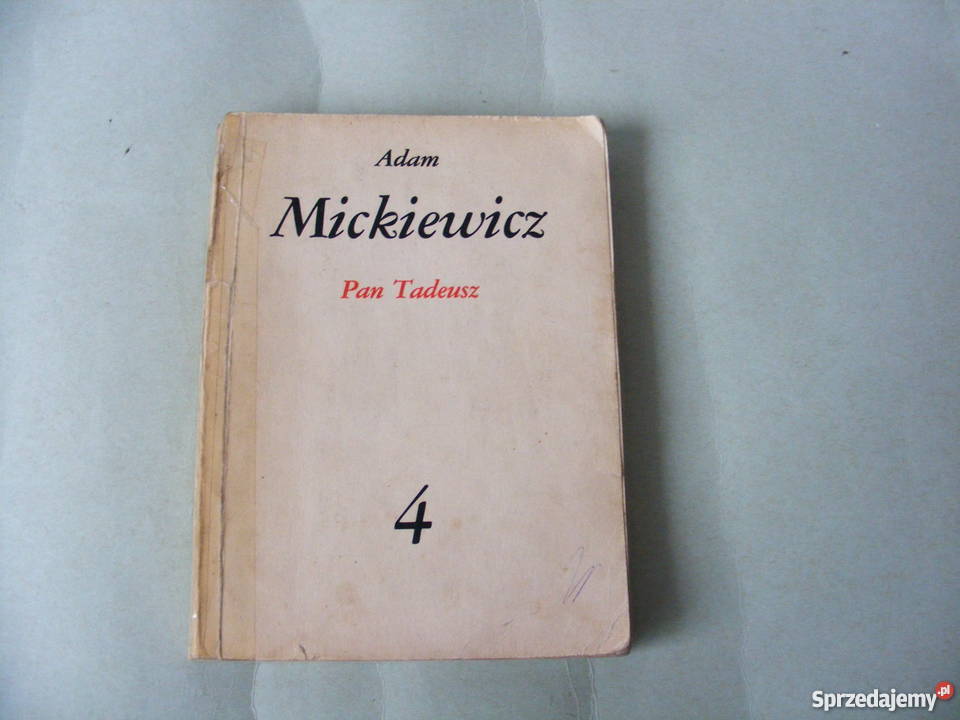 Adam
Mickiewicz
Pan Tadeusz
4
Sprzedajemy.pl